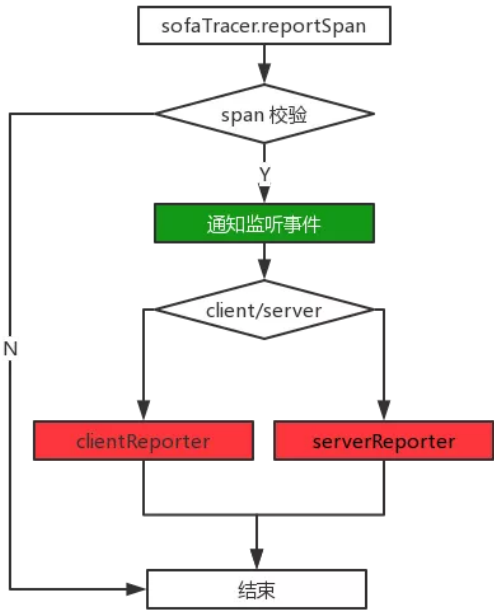 sofaTracer.reportSpan
span 校验
Y
通知监听事件
client/server
N
clientReporter
serverReporter
结束